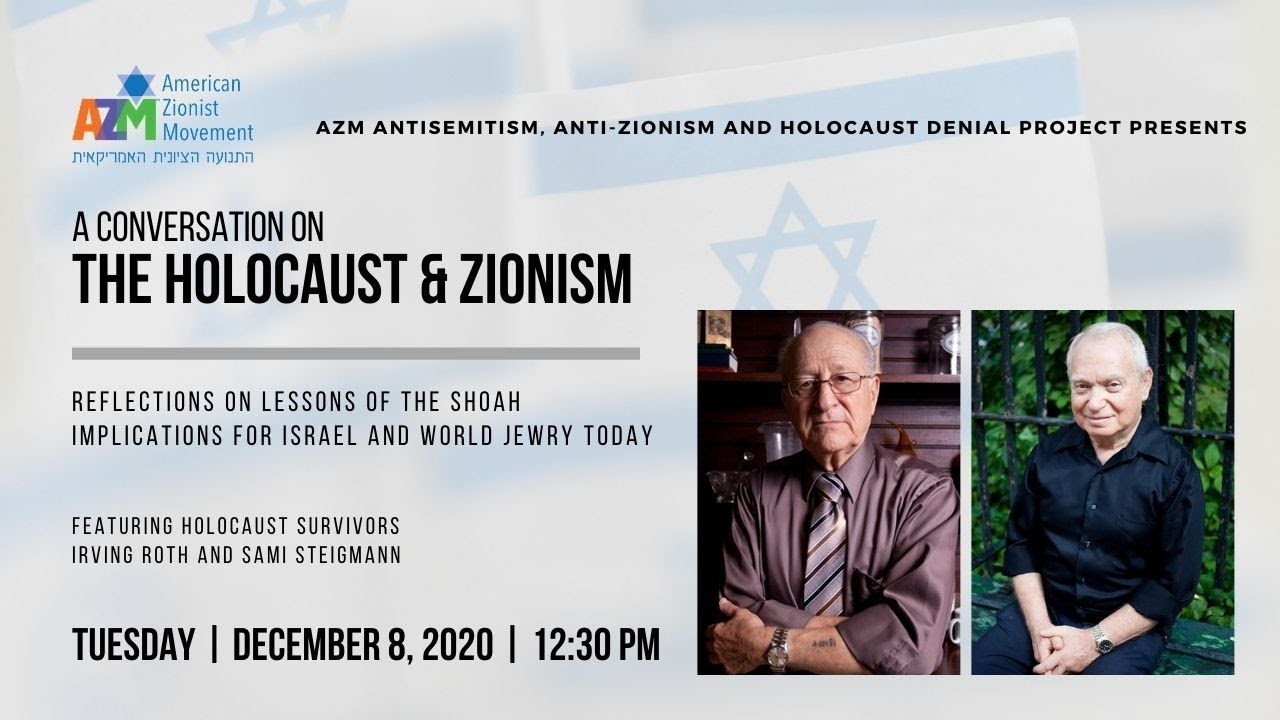 American
Zionist
AZM Movement
התנועה הציונית האמריקאית
AZM ANTISEMITISM, ANTI-ZIONISM AND HOLOCAUST DENIAL PROJECT PRESENTS
A CONVERSATION ON
THE HOLOCAUST & ZIONISM
REFLECTIONS ON LESSONS OF THE SHOAH
IMPLICATIONS FOR ISRAEL AND WORLD JEWRY TODAY
FEATURING HOLOCAUST SURVIVORS
IRVING ROTH AND SAMI STEIGMANN
TUESDAY | DECEMBER 8, 2020 | 12:30 PM